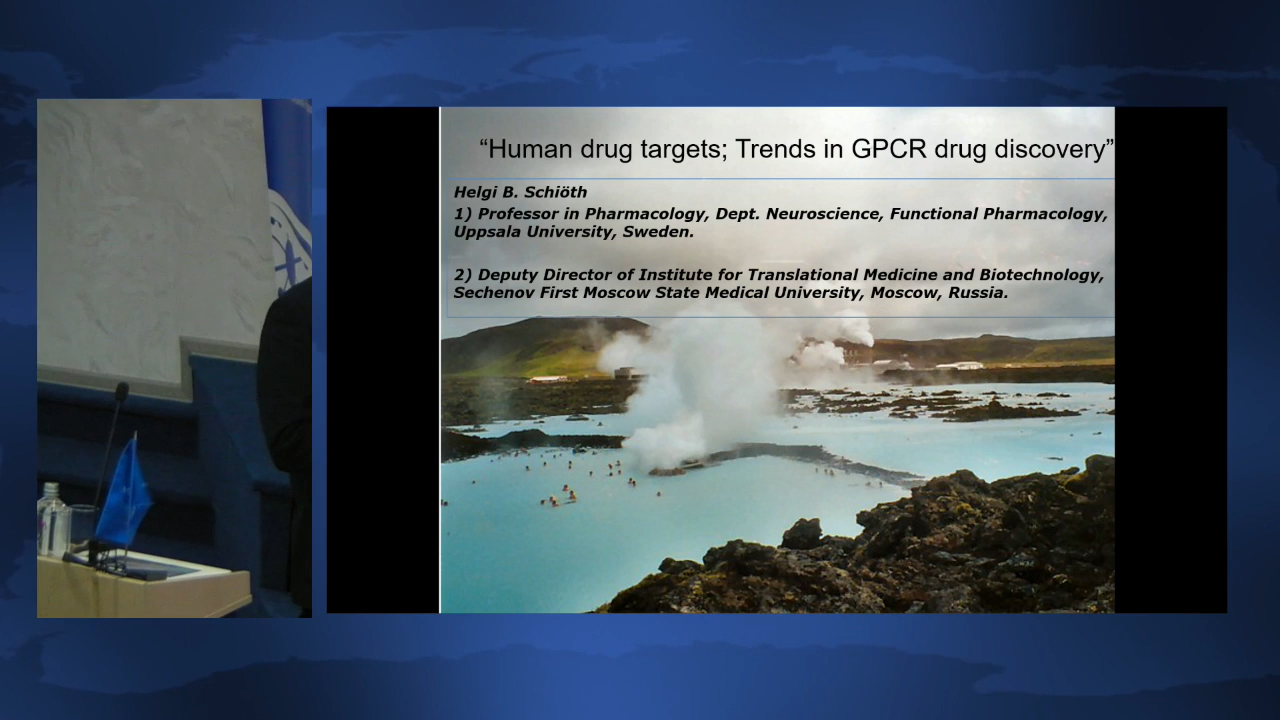 “Human drug targets; Trends in GPCR drug discovery”
Helgi B. Schiöth
1) Professor in Pharmacology, Dept. Neuroscience, Functional Pharmacology,
Uppsala University, Sweden.
2) Deputy Director of Institute for Translational Medicine and Biotechnology,
Sechenov First Moscow State Medical University, Moscow, Russia.